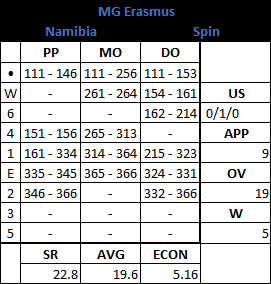 MG Erasmus
Namibia Spin
PP MO DO
• 111 - 146 111 - 256 111 - 153
W - 261 - 264 154 - 161 US
6 - - 162 - 214 0/1/0
4 151 - 156 265 - 313 - APP
1 161 - 334 314 - 364 215 - 323 9
E 335 - 345 365 - 366 324 - 331 OV
2 346 - 366 - 332 - 366 19
3 - - - W
5 - - - 5
SR AVG ECON
22.8 19.6 5.16